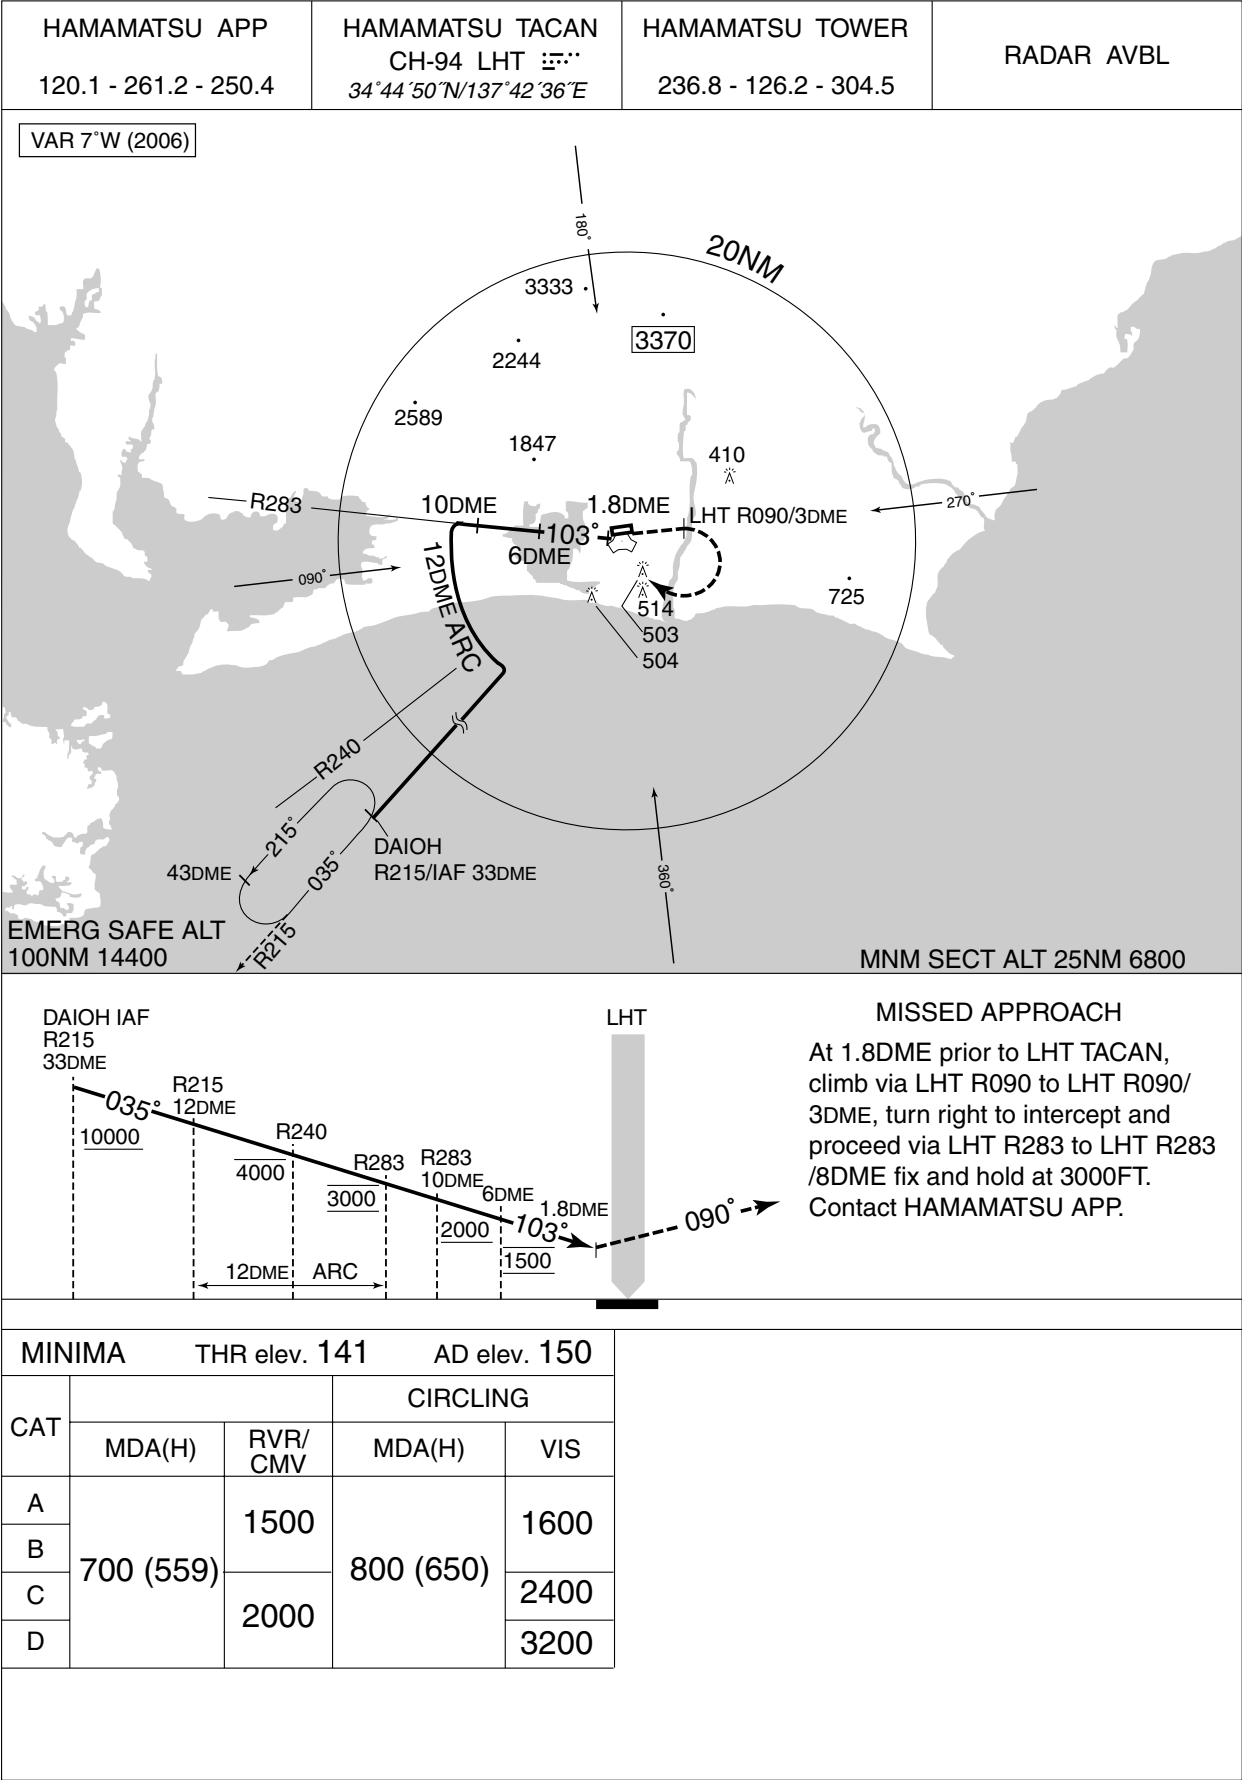 HAMAMATSU APP
120.1 - 261.2 - 250.4
HAMAMATSU TACAN
CH-94 LHT
34°44´50˝N/137°42´36˝E
HAMAMATSU TOWER
236.8 - 126.2 - 304.5
RADAR AVBL
VAR 7°W (2006)
180°
20NM
3333
3370
2244
2589
1847
410
R283
10DME
1.8DME
LHT R090/3DME
270°
103°
6DME
090°
12DME ARC
725
514
503
504
R240
215°
035°
DAIOH
R215/IAF 33DME
43DME
360°
R215
EMERG SAFE ALT
100NM 14400
MNM SECT ALT 25NM 6800
DAIOH IAF
R215
33DME
035°
10000
R215
12DME
R240
4000
R283
3000
R283
10DME
2000
6DME
1500
103°
1.8DME
LHT
090°
12DME ARC
MISSED APPROACH
At 1.8DME prior to LHT TACAN,
climb via LHT R090 to LHT R090/
3DME, turn right to intercept and
proceed via LHT R283 to LHT R283
/8DME fix and hold at 3000FT.
Contact HAMAMATSU APP.
MINIMA THR elev. 141 AD elev. 150
CAT
CIRCLING
MDA(H)
RVR/
CMV
MDA(H)
VIS
A
B
C
D
700 (559)
1500
2000
800 (650)
1600
2400
3200